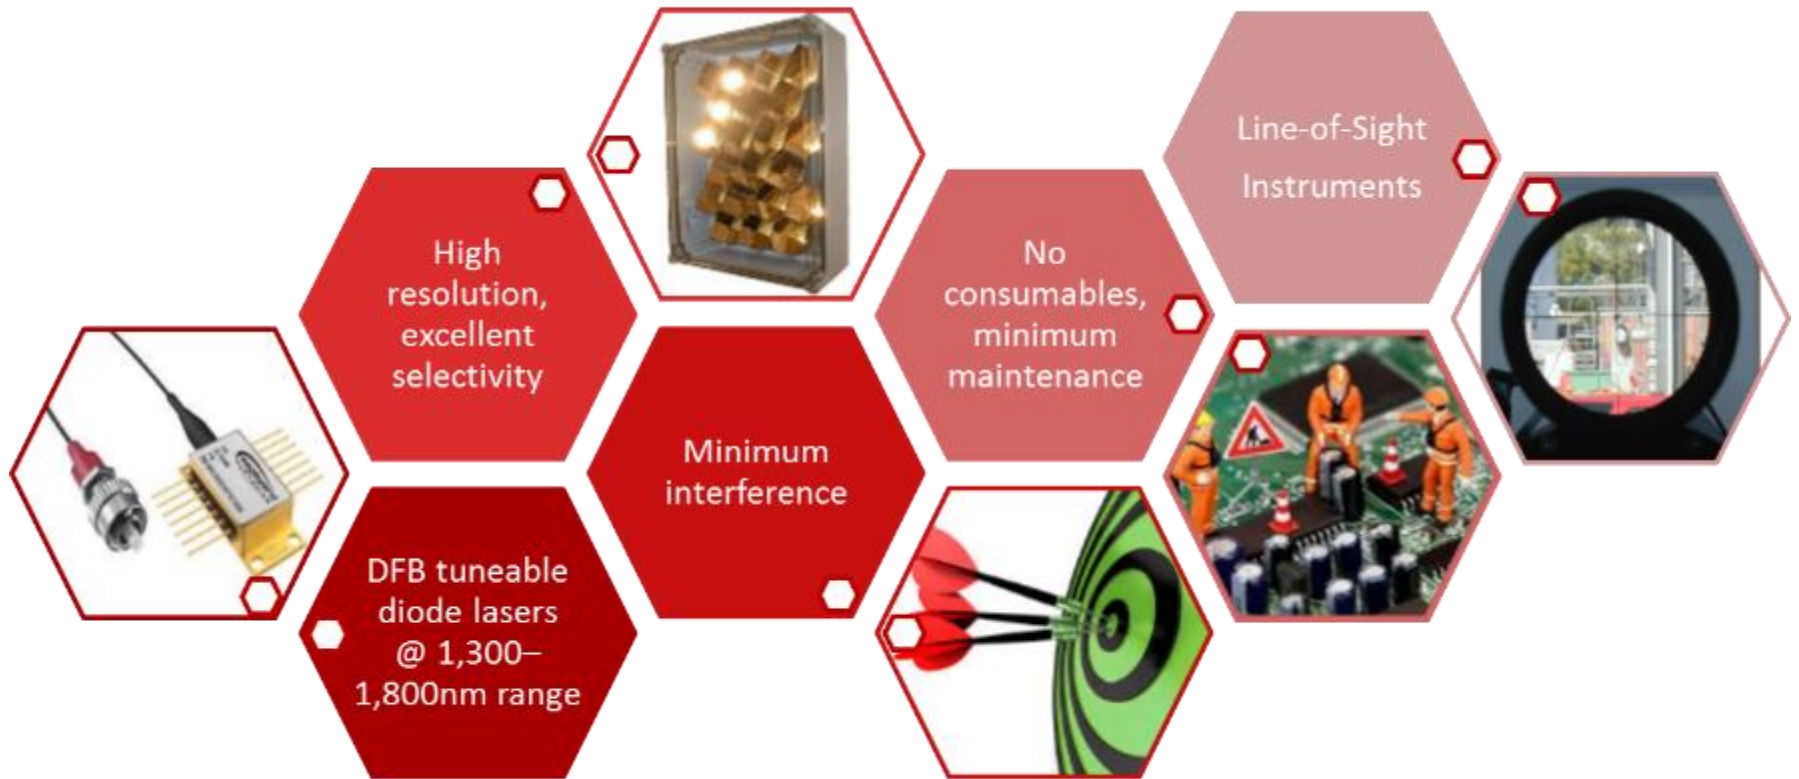 High
resolution,
excellent
selectivity
DFB tuneable
diode lasers
@ 1,300–
1,800nm range
Minimum
interference
No
consumables,
minimum
maintenance
Line-of-Sight
Instruments